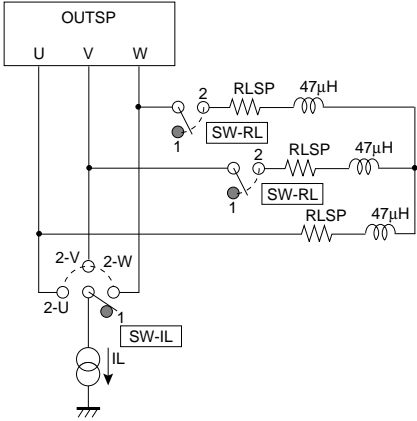 OUTSP
U V W
2 RLSP 47μH
1 SW-RL
2 RLSP 47μH
1 SW-RL
RLSP 47μH
2-V 2-W
2-U 1
SW-IL
IL